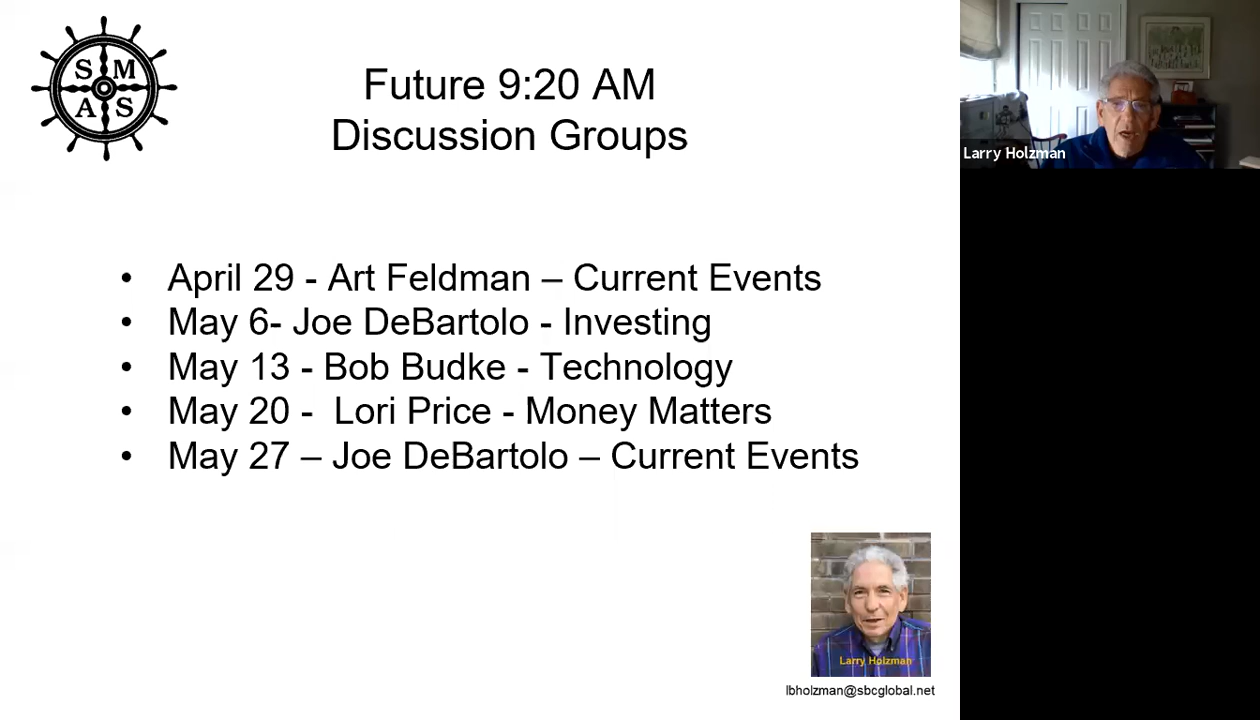 S M
A S
Future 9:20 AM
Discussion Groups
Larry Holzman
• April 29 - Art Feldman – Current Events
• May 6- Joe DeBartolo - Investing
• May 13 - Bob Budke - Technology
• May 20 -  Lori Price - Money Matters
• May 27 – Joe DeBartolo – Current Events
Larry Holzman
lbholzman@sbcglobal.net